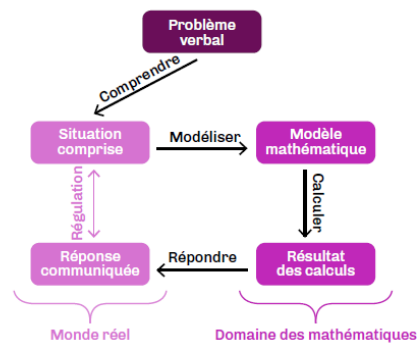 Problème
verbal
Comprendre
Situation
comprise
Modéliser
Modèle
mathématique
Régulation
Calculer
Réponse
communiquée
Répondre
Résultat
des calculs
Monde réel
Domaine des mathématiques